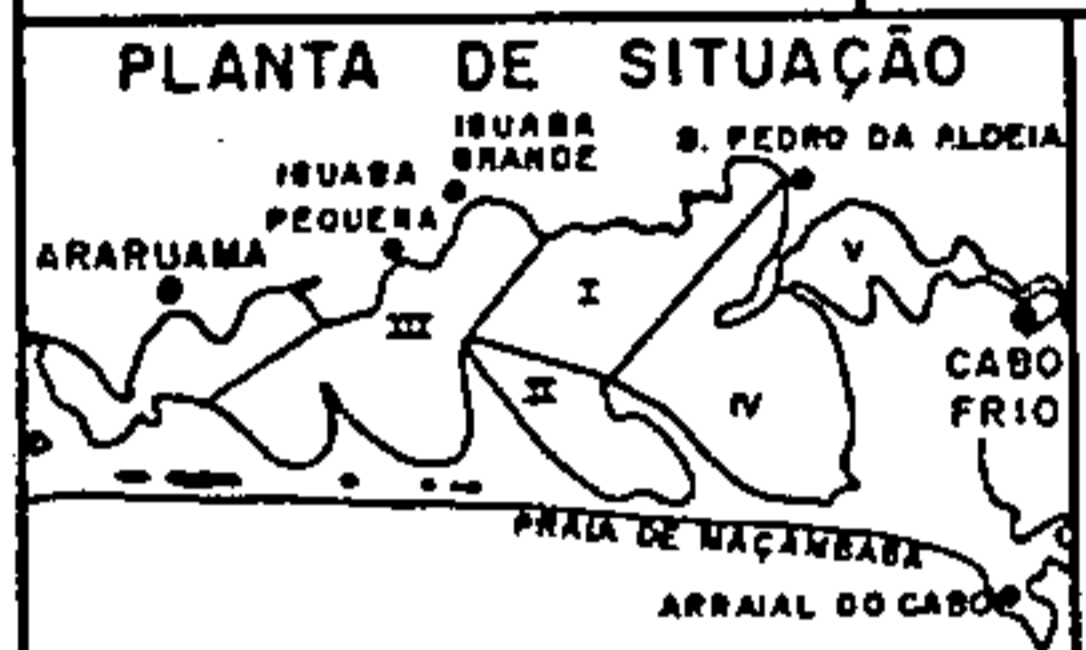 PLANTA DE SITUAÇÃO
IGUABA
GRANDE
S. PEDRO DA ALDEIA
IGUABA
PEQUENA
ARARUAMA
V
I
III
II
IV
CABO
FRIO
PRAIA DE MAÇAMBABA
ARRAIAL DO CABO